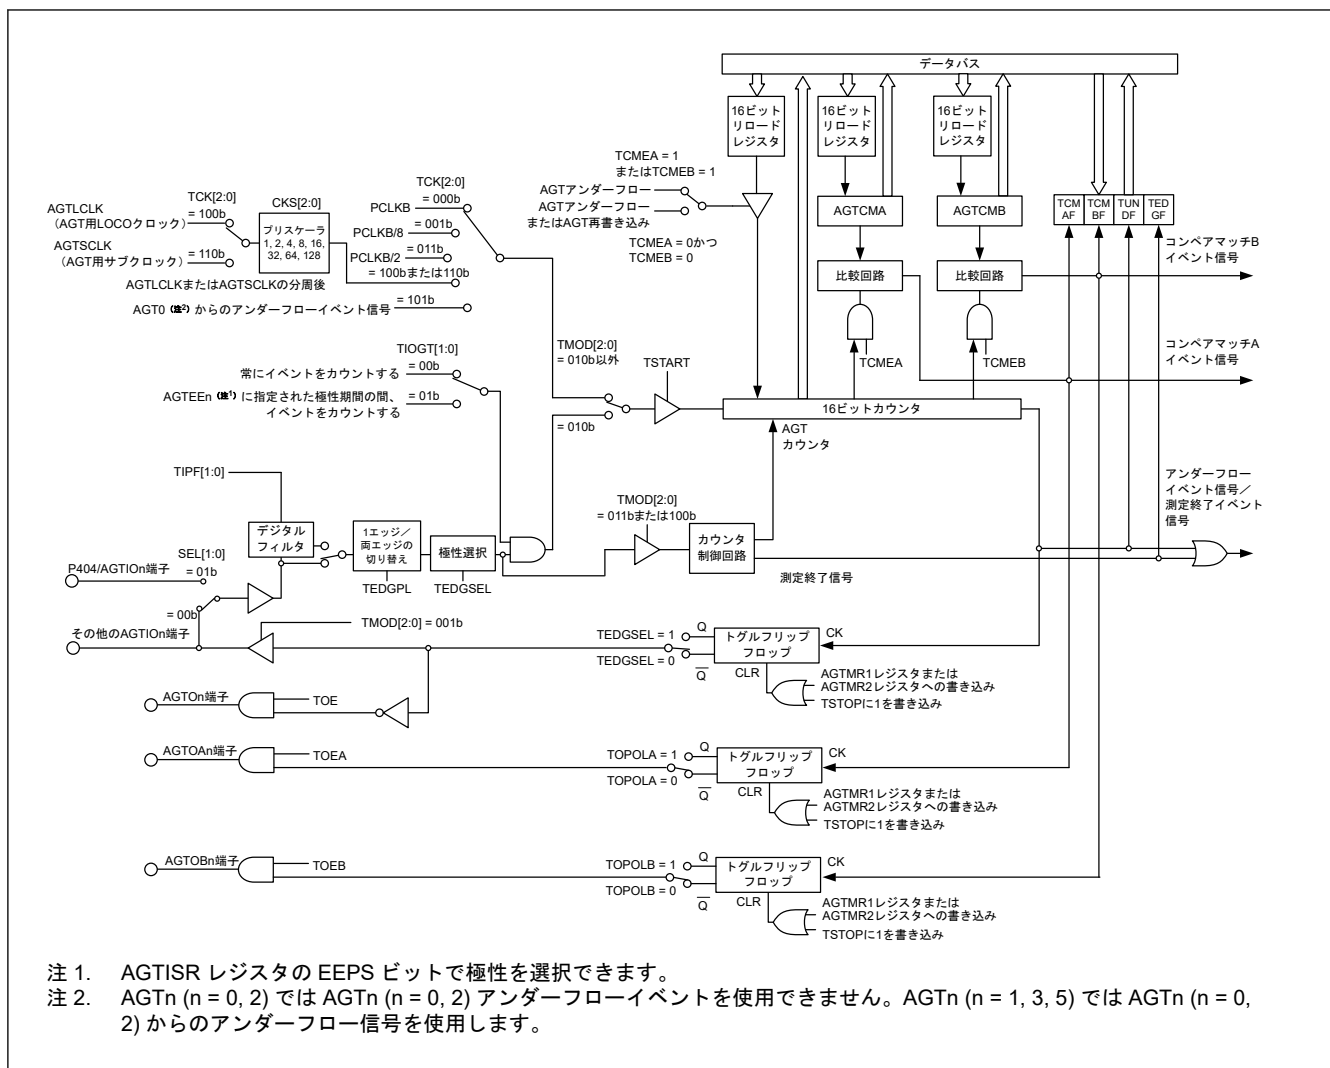 データバス
16ビット
リロード
レジスタ
16ビット
リロード
レジスタ
16ビット
リロード
レジスタ
TCMEA = 1
またはTCMEB = 1
AGTアンダーフロー
AGTアンダーフロー
またはAGT再書き込み
TCMEA = 0かつ
TCMEB = 0
AGTCMA
AGTCMB
TCM
AF
TCM
BF
TUN
DF
TED
GF
比較回路
比較回路
TCMEA
TCMEB
コンペアマッチB
イベント信号
コンペアマッチA
イベント信号
TCK[2:0]
CKS[2:0]
TCK[2:0]
AGTLCLK
（AGT用LOCOクロック）
= 100b
AGTSCLK
（AGT用サブクロック）
= 110b
プリスケーラ
1, 2, 4, 8, 16,
32, 64, 128
PCLKB
= 000b
PCLKB/8
= 001b
PCLKB/2
= 011b
= 100bまたは110b
AGTLCLKまたはAGTSCLKの分周後
AGT0（注2）からのアンダーフローイベント信号
= 101b
TIOGT[1:0]
常にイベントをカウントする
= 00b
AGTEEn（注1）に指定された極性期間の間、
イベントをカウントする
= 01b
TMOD[2:0]
= 010b以外
= 010b
TSTART
16ビットカウンタ
AGT
カウンタ
TIPF[1:0]
デジタル
フィルタ
SEL[1:0]
P404/AGTIOn端子
= 01b
= 00b
その他のAGTIOn端子
1エッジ／
両エッジの
切り替え
TEDGPL
極性選択
TEDGSEL
TMOD[2:0]
= 011bまたは100b
カウンタ
制御回路
測定終了信号
アンダーフロー
イベント信号／
測定終了イベント
信号
TMOD[2:0] = 001b
TEDGSEL = 1
TEDGSEL = 0
Q
Q
トグルフリップ
フロップ
CK
CLR
AGTMR1レジスタまたは
AGTMR2レジスタへの書き込み
TSTOPに1を書き込み
AGTOn端子
TOE
AGTOAn端子
TOEA
TOPOLA = 1
TOPOLA = 0
Q
Q
トグルフリップ
フロップ
CK
CLR
AGTMR1レジスタまたは
AGTMR2レジスタへの書き込み
TSTOPに1を書き込み
AGTOBn端子
TOEB
TOPOLB = 1
TOPOLB = 0
Q
Q
トグルフリップ
フロップ
CK
CLR
AGTMR1レジスタまたは
AGTMR2レジスタへの書き込み
TSTOPに1を書き込み
注 1. AGTISR レジスタの EEPS ビットで極性を選択できます。
注 2. AGTn (n = 0, 2) では AGTn (n = 0, 2) アンダーフローイベントを使用できません。AGTn (n = 1, 3, 5) では AGTn (n = 0,
2) からのアンダーフロー信号を使用します。